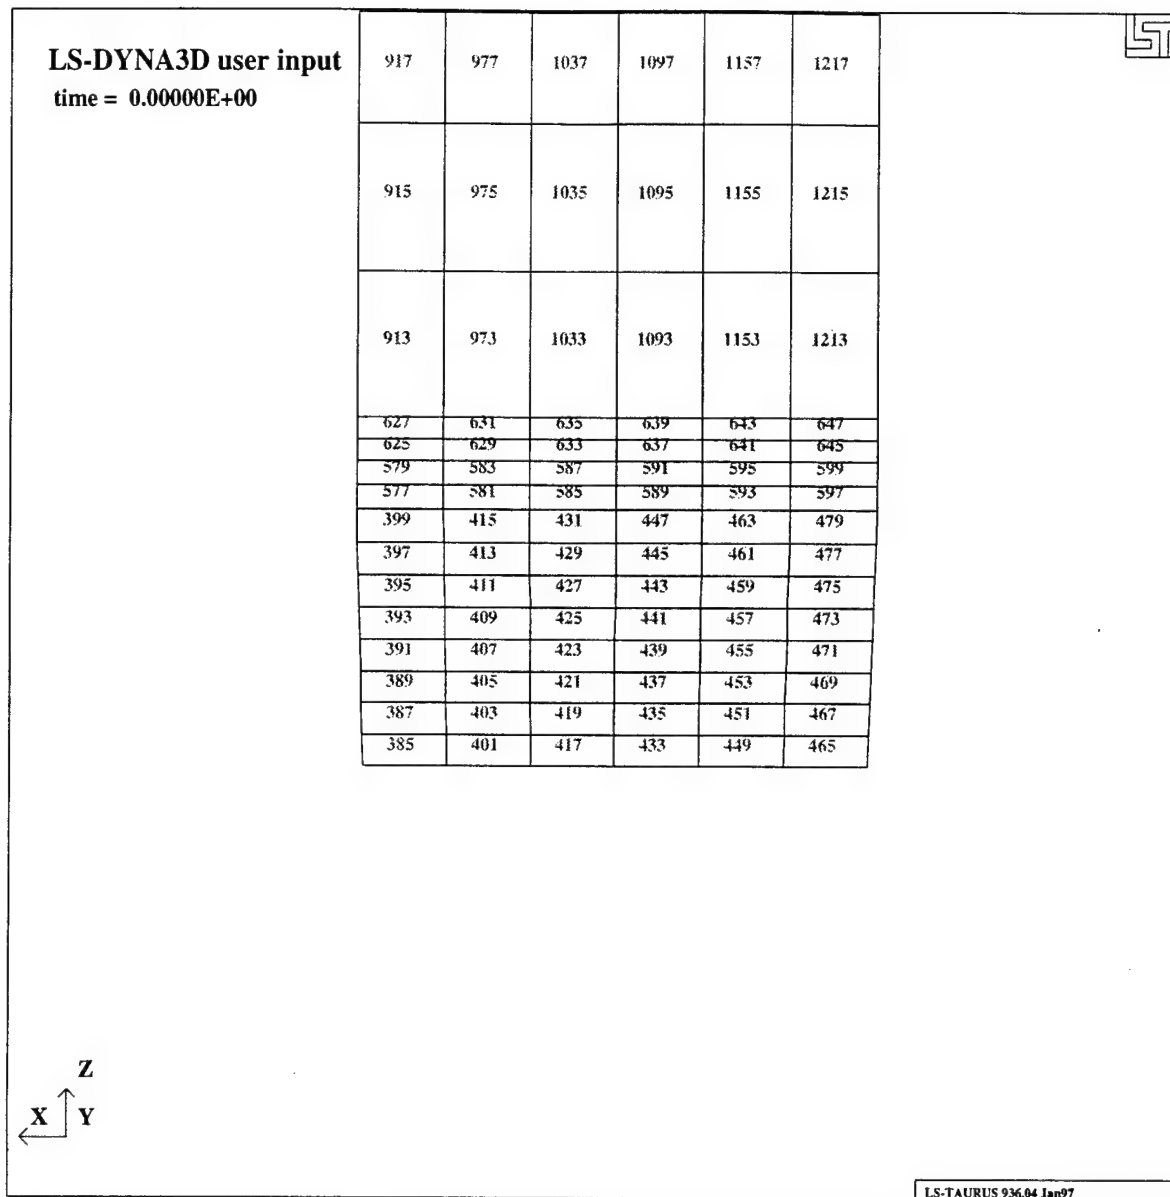 LS-DYNA3D user input
time = 0.00000E+00
917 977 1037 1097 1157 1217
915 975 1035 1095 1155 1215
913 973 1033 1093 1153 1213
627 631 635 639 643 647
625 629 633 637 641 645
579 583 587 591 595 599
577 581 585 589 593 597
399 415 431 447 463 479
397 413 429 445 461 477
395 411 427 443 459 475
393 409 425 441 457 473
391 407 423 439 455 471
389 405 421 437 453 469
387 403 419 435 451 467
385 401 417 433 449 465
Z
X Y
LS-TAURUS 936.04 Jan97